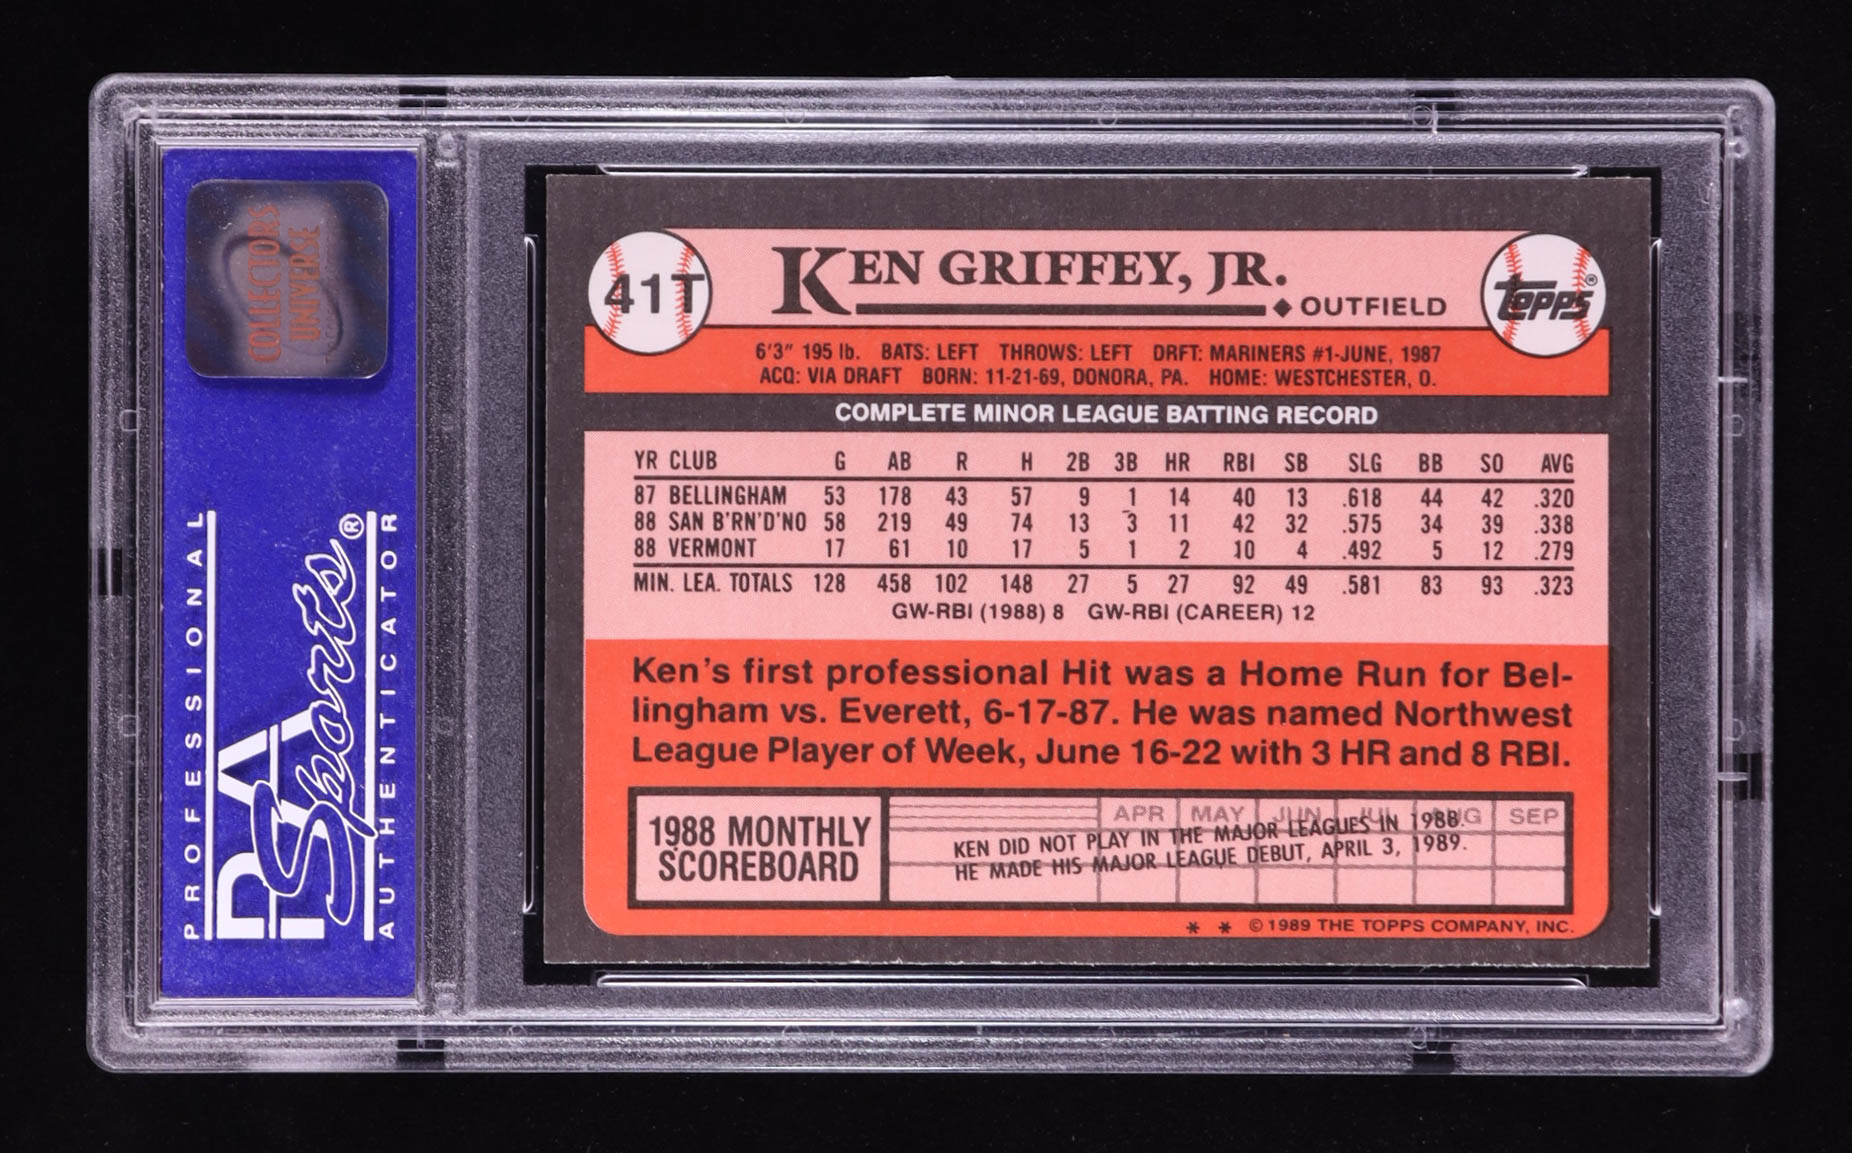 COLLECTORS
UNIVERSE
PROFESSIONAL
PSA
Sports®
AUTHENTICATOR
41T
KEN GRIFFEY, JR.
◆ OUTFIELD
TOPPS®
6'3" 195 lb. BATS: LEFT THROWS: LEFT DRFT: MARINERS #1-JUNE, 1987
ACQ: VIA DRAFT BORN: 11-21-69, DONORA, PA. HOME: WESTCHESTER, O.
COMPLETE MINOR LEAGUE BATTING RECORD
YR CLUB G AB R H 2B 3B HR RBI SB SLG BB SO AVG
87 BELLINGHAM 53 178 43 57 9 1 14 40 13 .618 44 42 .320
88 SAN B'RN'D'NO 58 219 49 74 13 3 11 42 32 .575 34 39 .338
88 VERMONT 17 61 10 17 5 1 2 10 4 .492 5 12 .279
MIN. LEA. TOTALS 128 458 102 148 27 5 27 92 49 .581 83 93 .323
GW-RBI (1988) 8 GW-RBI (CAREER) 12
Ken's first professional Hit was a Home Run for Bel-
lingham vs. Everett, 6-17-87. He was named Northwest
League Player of Week, June 16-22 with 3 HR and 8 RBI.
1988 MONTHLY
SCOREBOARD
APR MAY JUN JUL AUG SEP
KEN DID NOT PLAY IN THE MAJOR LEAGUES IN 1988.
HE MADE HIS MAJOR LEAGUE DEBUT, APRIL 3, 1989.
* * © 1989 THE TOPPS COMPANY, INC.